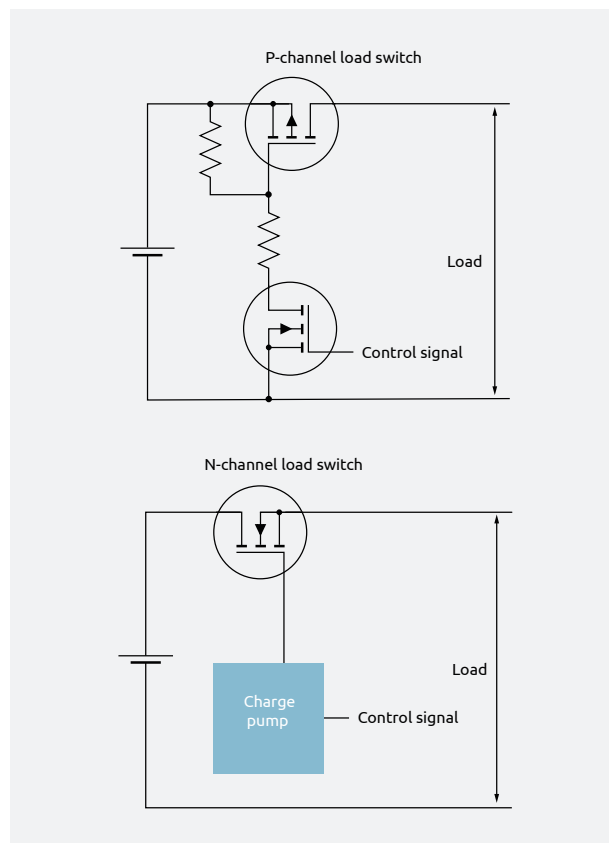 P-channel load switch
Load
Control signal
N-channel load switch
Load
Charge
pump
Control signal